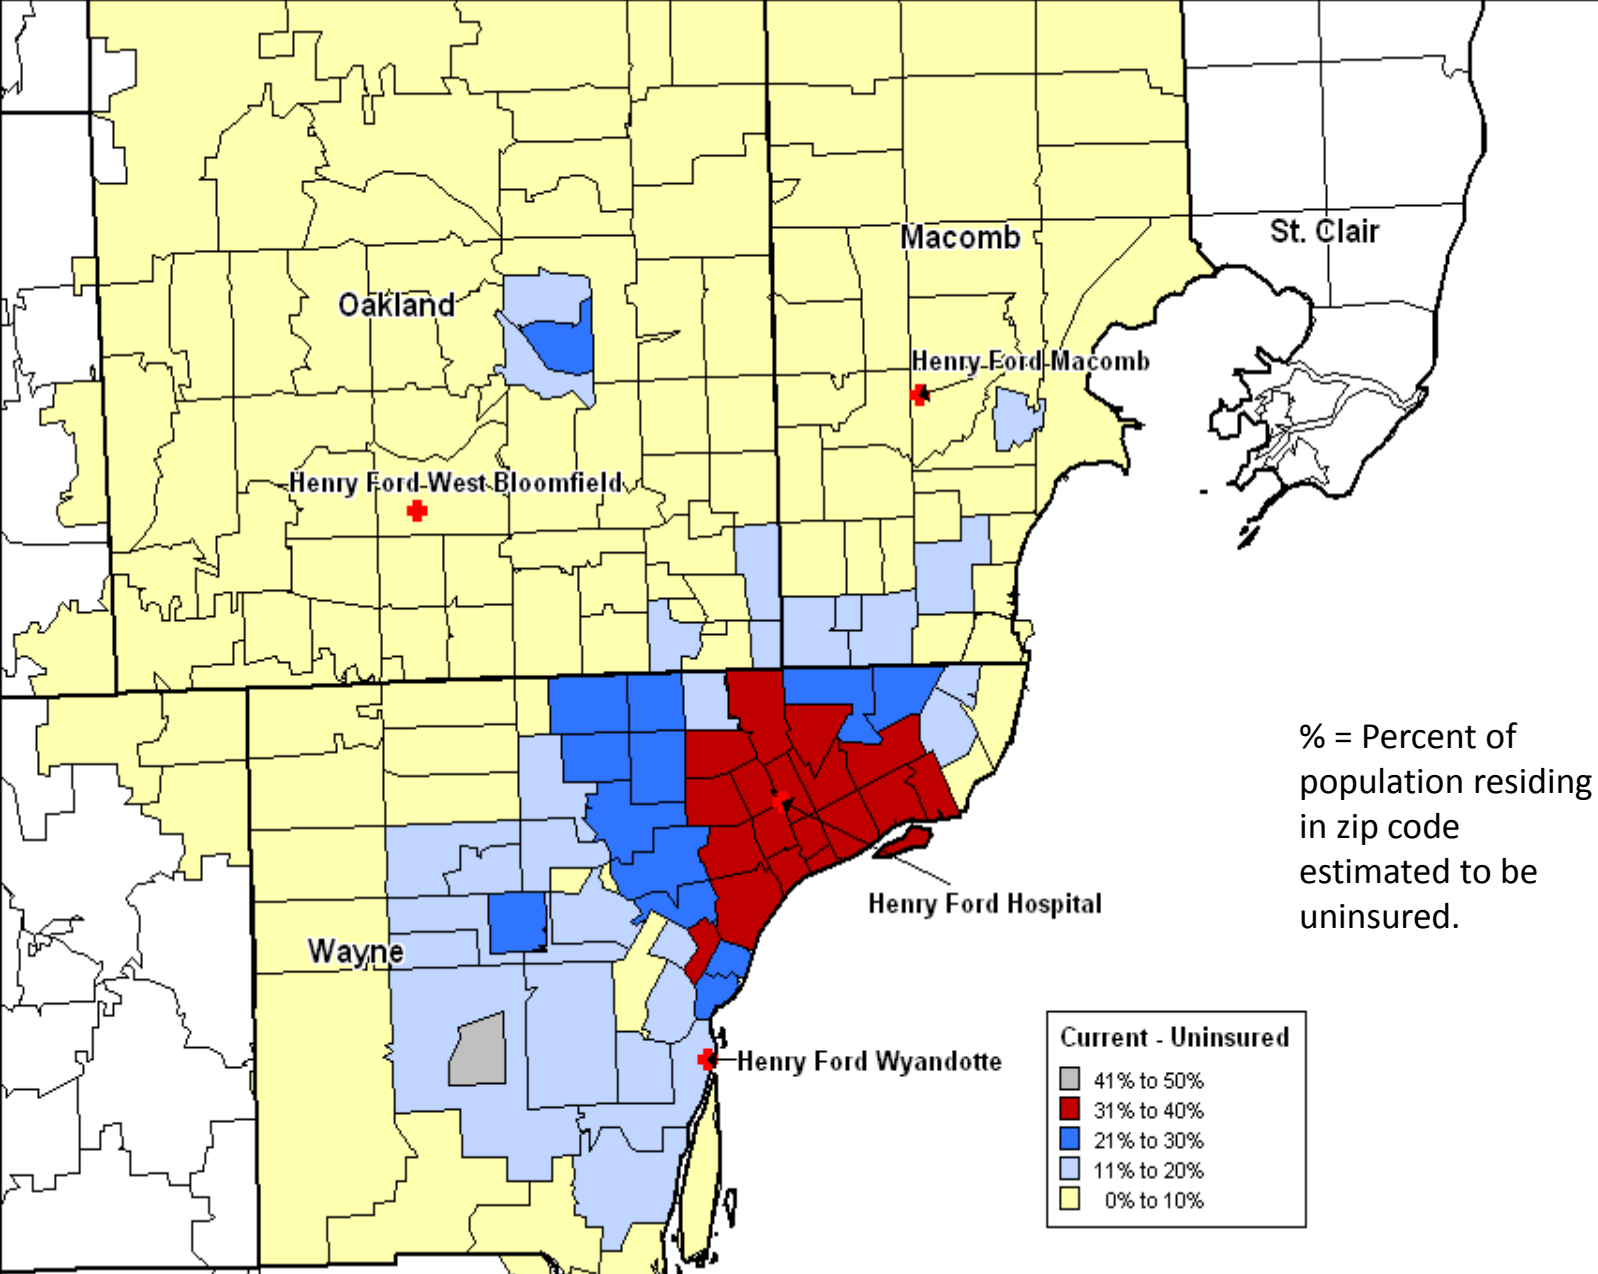 Macomb
St. Clair
Oakland
Henry Ford Macomb
Henry Ford West Bloomfield
% = Percent of
population residing
in zip code
estimated to be
uninsured.
Henry Ford Hospital
Wayne
Henry Ford Wyandotte
Current - Uninsured
41% to 50%
31% to 40%
21% to 30%
11% to 20%
0% to 10%